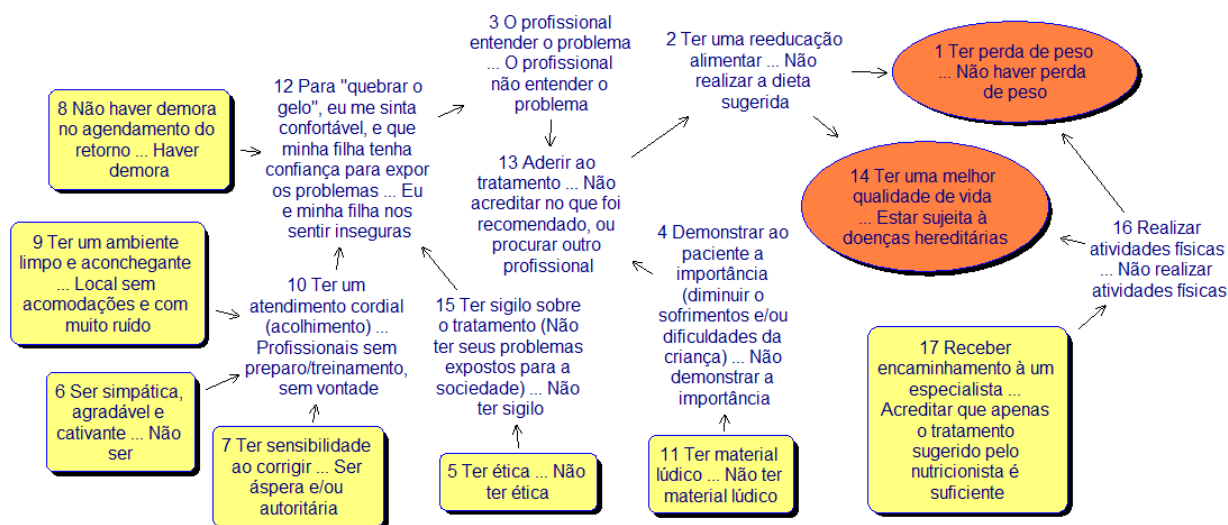 3 O profissional
entender o problema
... O profissional
não entender o
problema
2 Ter uma reeducação
alimentar ... Não
realizar a dieta
sugerida
1 Ter perda de peso
... Não haver perda
de peso
12 Para "quebrar o
gelo", eu me sinta
confortável, e que
minha filha tenha
confiança para expor
os problemas ... Eu
e minha filha nos
sentir inseguras
8 Não haver demora
no agendamento do
retorno ... Haver
demora
13 Aderir ao
tratamento ... Não
acreditar no que foi
recomendado, ou
procurar outro
profissional
14 Ter uma melhor
qualidade de vida
... Estar sujeita à
doenças hereditárias
9 Ter um ambiente
limpo e aconchegante
... Local sem
acomodações e com
muito ruído
10 Ter um
atendimento cordial
(acolhimento) ...
Profissionais sem
preparo/treinamento,
sem vontade
15 Ter sigilo sobre
o tratamento (Não
ter seus problemas
expostos para a
sociedade) ... Não
ter sigilo
4 Demonstrar ao
paciente a
importância
(diminuir o
sofrimentos e/ou
dificuldades da
criança) ... Não
demonstrar a
importância
16 Realizar
atividades físicas
... Não realizar
atividades físicas
6 Ser simpática,
agradável e
cativante ... Não
ser
7 Ter sensibilidade
ao corrigir ... Ser
áspera e/ou
autoritária
5 Ter ética ... Não
ter ética
11 Ter material
lúdico ... Não ter
material lúdico
17 Receber
encaminhamento à um
especialista ...
Acreditar que apenas
o tratamento
sugerido pelo
nutricionista é
suficiente